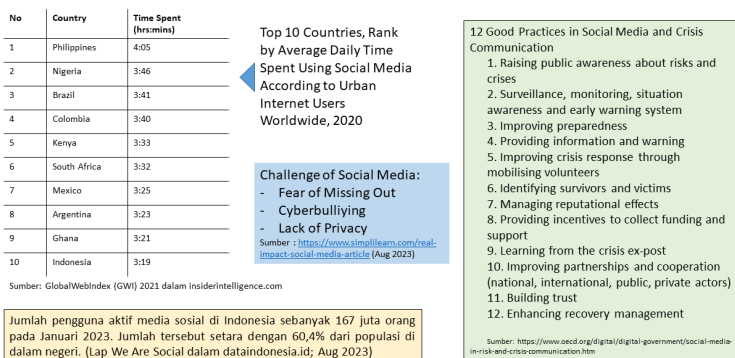 No Country Time Spent
(hrs:mins)
1 Philippines 4:05
2 Nigeria 3:46
3 Brazil 3:41
4 Colombia 3:40
5 Kenya 3:33
6 South Africa 3:32
7 Mexico 3:25
8 Argentina 3:23
9 Ghana 3:21
10 Indonesia 3:19
Sumber: GlobalWebIndex (GWI) 2021 dalam insiderintelligence.com
Top 10 Countries, Rank
by Average Daily Time
Spent Using Social Media
According to Urban
Internet Users
Worldwide, 2020
Challenge of Social Media:
- Fear of Missing Out
- Cyberbulliying
- Lack of Privacy
Sumber : https://www.simplilearn.com/real-
impact-social-media-article (Aug 2023)
Jumlah pengguna aktif media sosial di Indonesia sebanyak 167 juta orang
pada Januari 2023. Jumlah tersebut setara dengan 60,4% dari populasi di
dalam negeri. (Lap We Are Social dalam dataindonesia.id; Aug 2023)
12 Good Practices in Social Media and Crisis
Communication
1. Raising public awareness about risks and
crises
2. Surveillance, monitoring, situation
awareness and early warning system
3. Improving preparedness
4. Providing information and warning
5. Improving crisis response through
mobilising volunteers
6. Identifying survivors and victims
7. Managing reputational effects
8. Providing incentives to collect funding and
support
9. Learning from the crisis ex-post
10. Improving partnerships and cooperation
(national, international, public, private actors)
11. Building trust
12. Enhancing recovery management
Sumber: https://www.oecd.org/digital/digital-government/social-media-
in-risk-and-crisis-communication.htm